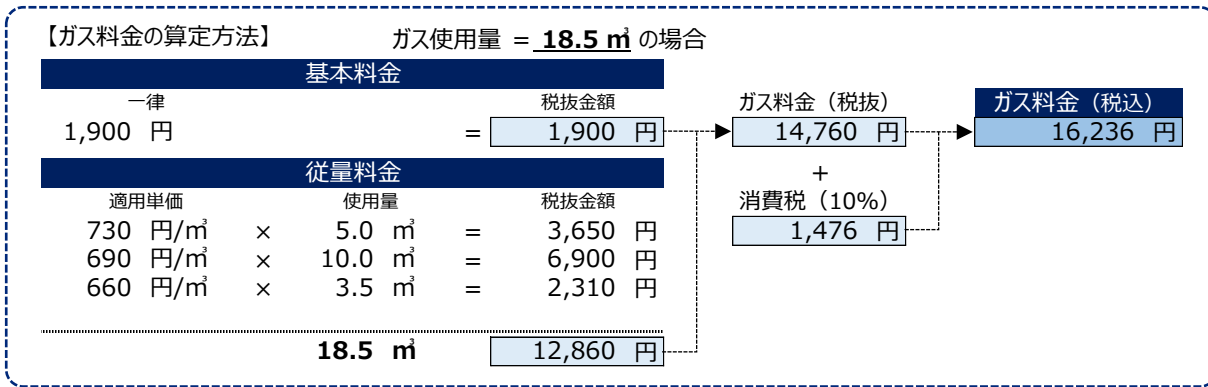 【ガス料金の算定方法】 ガス使用量 = 18.5 ㎥ の場合
基本料金
一律 税抜金額
1,900 円 = 1,900 円
従量料金
適用単価 使用量 税抜金額
730 円/㎥ × 5.0 ㎥ = 3,650 円
690 円/㎥ × 10.0 ㎥ = 6,900 円
660 円/㎥ × 3.5 ㎥ = 2,310 円
18.5 ㎥ 12,860 円
ガス料金（税抜）
14,760 円
+
消費税（10%）
1,476 円
ガス料金（税込）
16,236 円